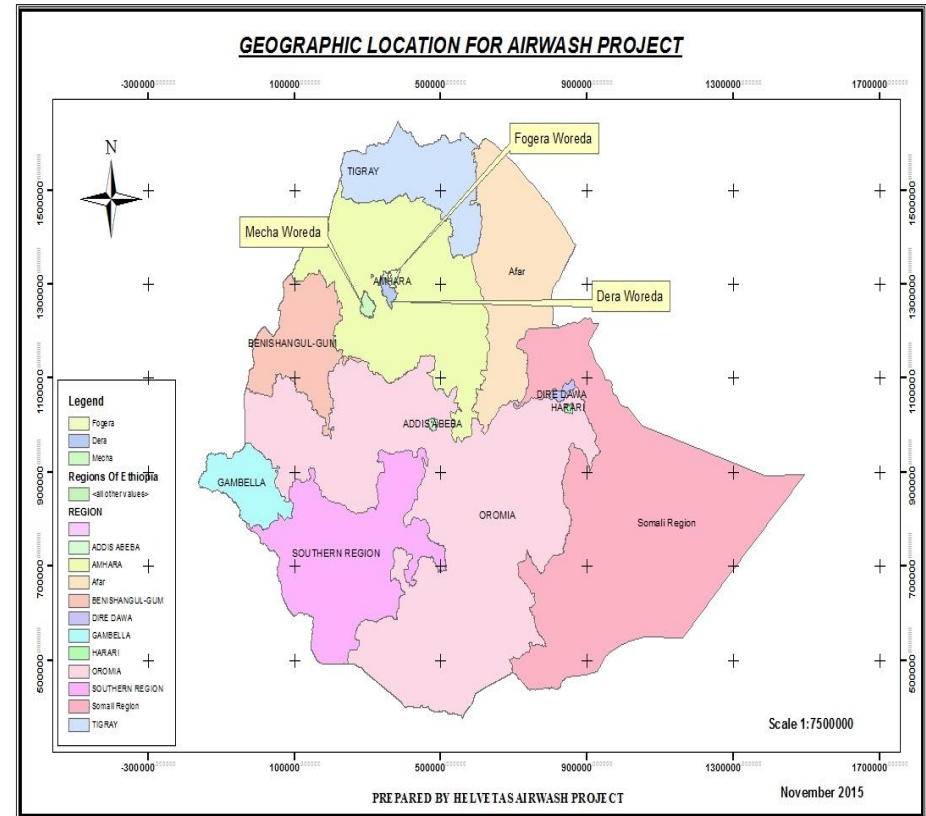 GEOGRAPHIC LOCATION FOR AIRWASH PROJECT
-300000
100000
500000
900000
1300000
1700000
N
Fogera Woreda
TIGRAY
Mecha Woreda
Afar
AMHARA
Dera Woreda
BENISHANGUL-GUM
DIRE DAWA
HARARI
ADDIS ABEBA
GAMBELLA
OROMIA
Somali Region
SOUTHERN REGION
1500000
1300000
1100000
900000
700000
500000
1500000
1300000
1100000
900000
700000
500000
Legend
Fogera
Dera
Mecha
Regions Of Ethiopia
<all other values>
REGION
ADDIS ABEBA
AMHARA
Afar
BENISHANGUL-GUM
DIRE DAWA
GAMBELLA
HARARI
OROMIA
SOUTHERN REGION
Somali Region
TIGRAY
Scale 1:7500000
-300000
100000
500000
900000
1300000
1700000
PREPARED BY HELVETAS AIRWASH PROJECT
November 2015